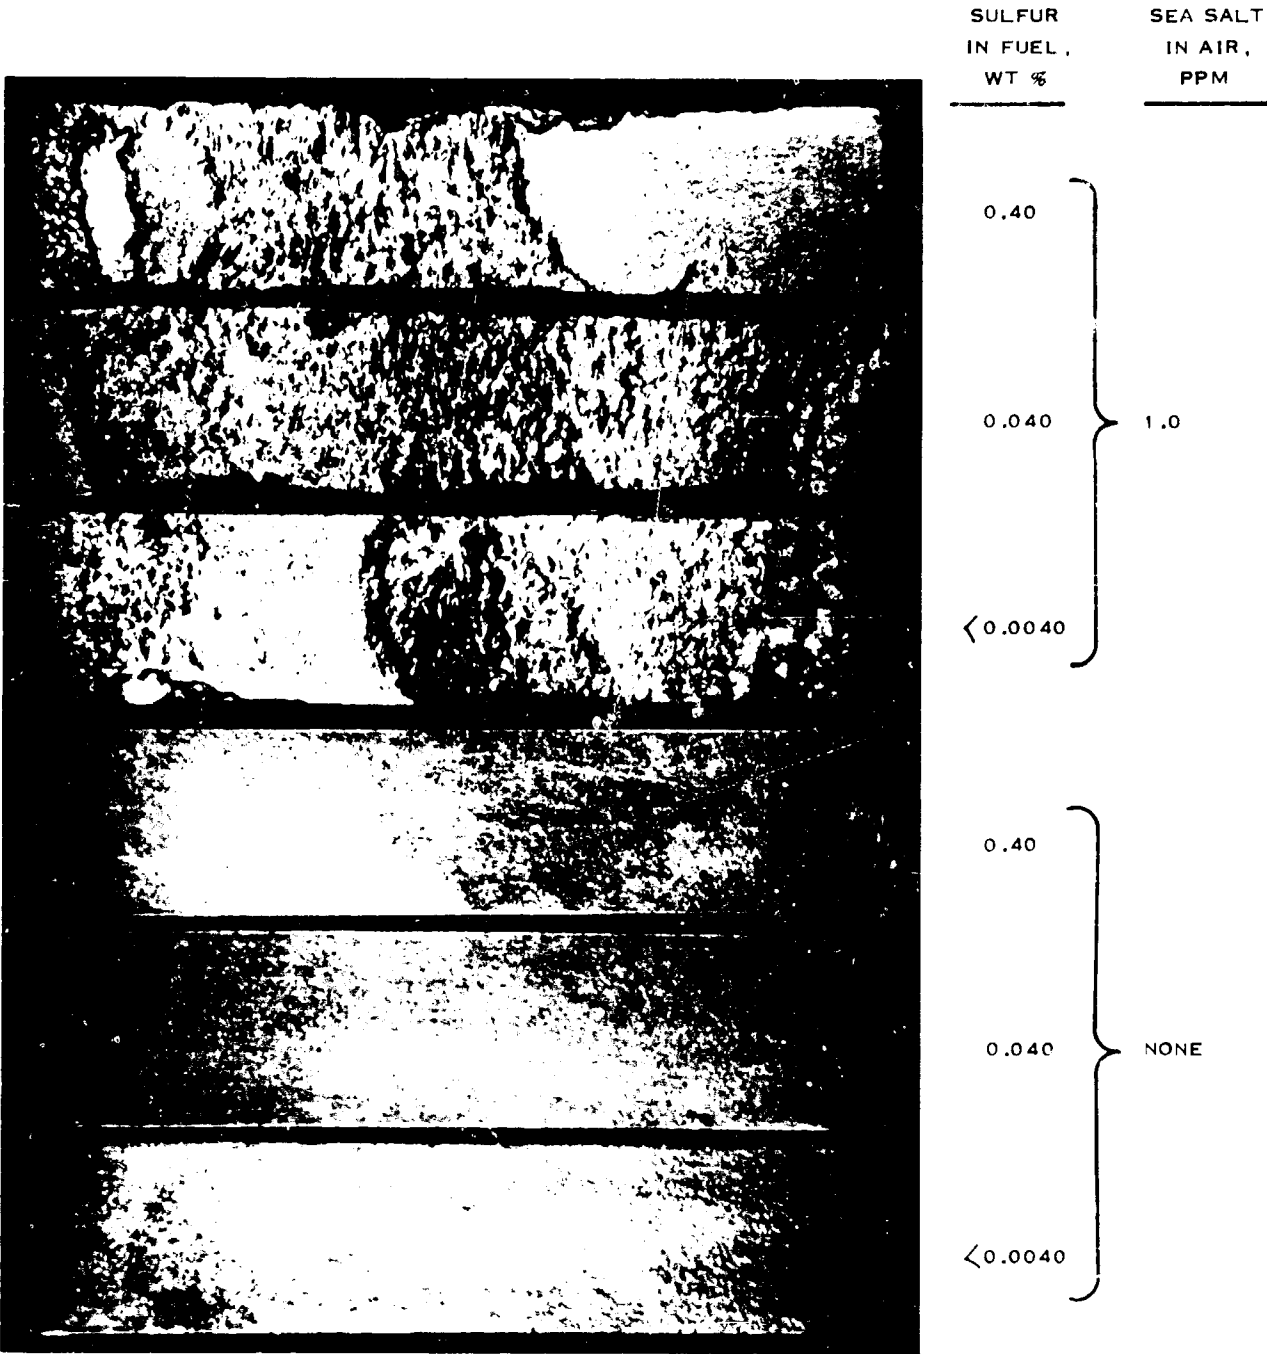 SULFUR
IN FUEL,
WT %
SEA SALT
IN AIR,
PPM
0.40
0.040
1.0
<0.0040
0.40
0.040
NONE
<0.0040